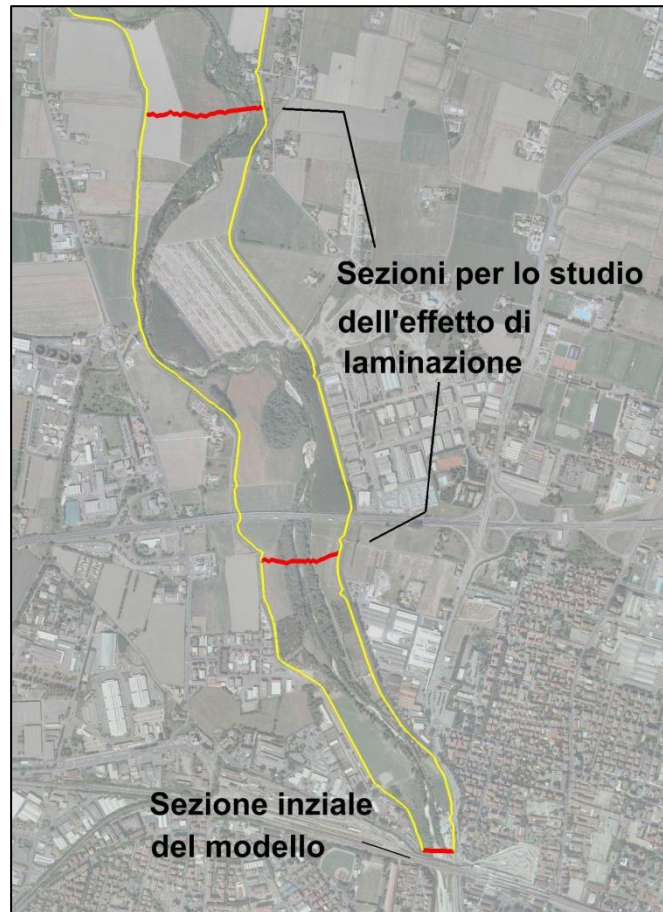 Sezioni per lo studio
dell'effetto di
laminazione
Sezione inziale
del modello